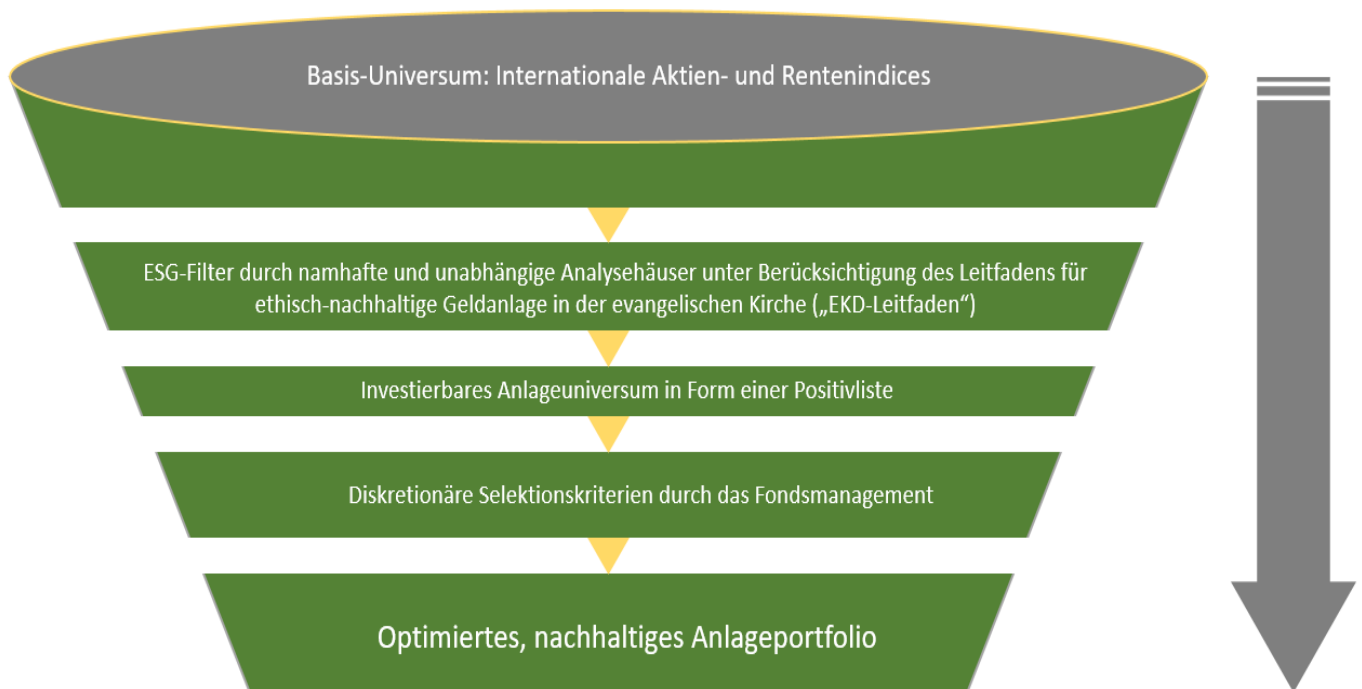 Basis-Universum: Internationale Aktien- und Rentenindices
ESG-Filter durch namhafte und unabhängige Analysehäuser unter Berücksichtigung des Leitfadens für
ethisch-nachhaltige Geldanlage in der evangelischen Kirche („EKD-Leitfaden“)
Investierbares Anlageuniversum in Form einer Positivliste
Diskretionäre Selektionskriterien durch das Fondsmanagement
Optimiertes, nachhaltiges Anlageportfolio